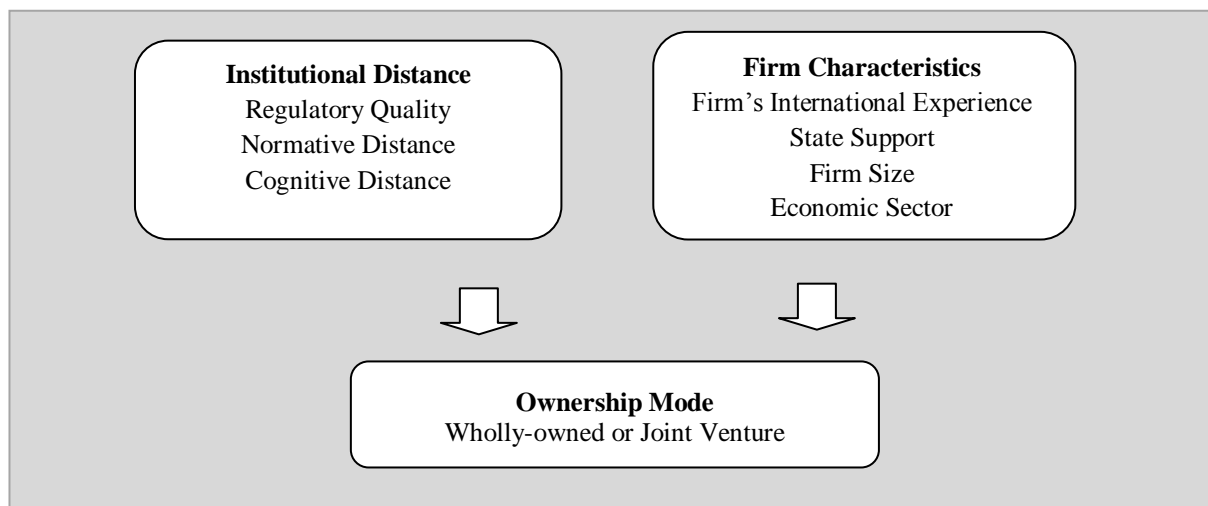 Institutional Distance
Regulatory Quality
Normative Distance
Cognitive Distance
Firm Characteristics
Firm’s International Experience
State Support
Firm Size
Economic Sector
Ownership Mode
Wholly-owned or Joint Venture